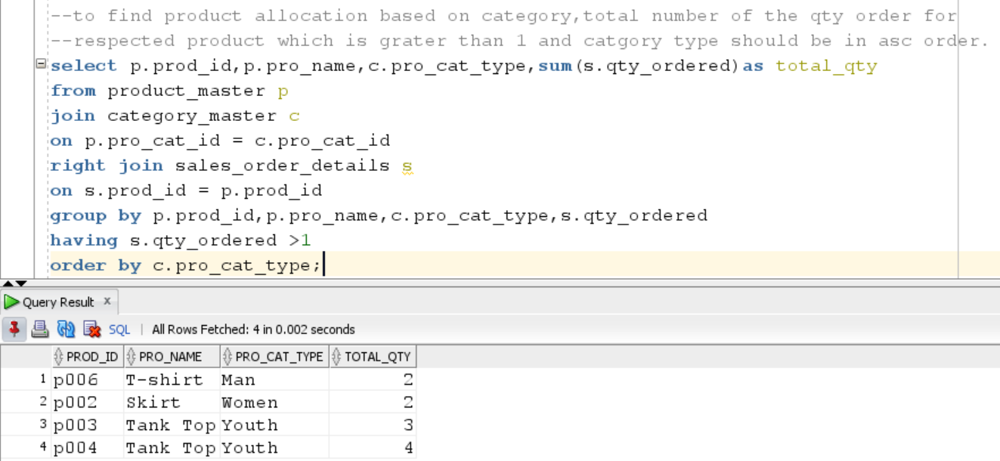 --to find product allocation based on category,total number of the qty order for
--respected product which is grater than 1 and catgory type should be in asc order.
select p.prod_id,p.pro_name,c.pro_cat_type,sum(s.qty_ordered)as total_qty
from product_master p
join category_master c
on p.pro_cat_id = c.pro_cat_id
right join sales_order_details s
on s.prod_id = p.prod_id
group by p.prod_id,p.pro_name,c.pro_cat_type,s.qty_ordered
having s.qty_ordered >1
order by c.pro_cat_type;
Query Result x
SQL | All Rows Fetched: 4 in 0.002 seconds
PROD_ID PRO_NAME PRO_CAT_TYPE TOTAL_QTY
1 p006 T-shirt Man 2
2 p002 Skirt Women 2
3 p003 Tank Top Youth 3
4 p004 Tank Top Youth 4